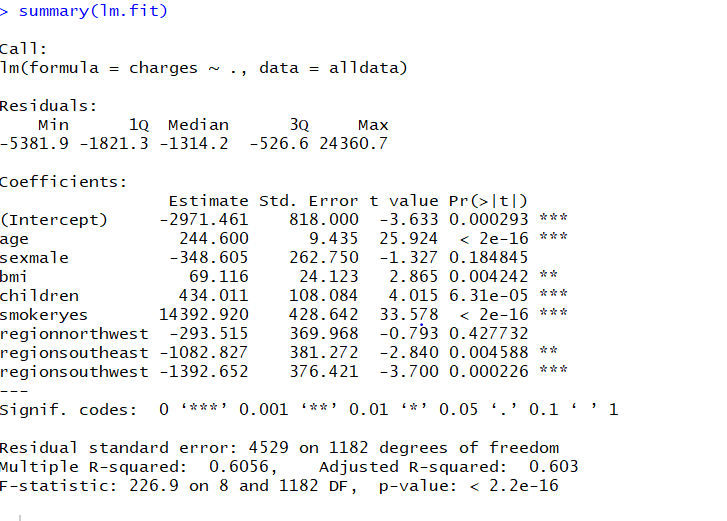 > summary(lm.fit)
Call:
lm(formula = charges ~ ., data = alldata)
Residuals:
    Min      1Q  Median      3Q     Max
-5381.9 -1821.3 -1314.2  -526.6 24360.7
Coefficients:
                 Estimate Std. Error t value Pr(>|t|)
(Intercept)     -2971.461    818.000  -3.633 0.000293 ***
age               244.600      9.435  25.924  < 2e-16 ***
sexmale          -348.605    262.750  -1.327 0.184845
bmi                69.116     24.123   2.865 0.004242 **
children          434.011    108.084   4.015 6.31e-05 ***
smokeryes       14392.920    428.642  33.578  < 2e-16 ***
regionnorthwest  -293.515    369.968  -0.793 0.427732
regionsoutheast -1082.827    381.272  -2.840 0.004588 **
regionsouthwest -1392.652    376.421  -3.700 0.000226 ***
---
Signif. codes:  0 ‘***’ 0.001 ‘**’ 0.01 ‘*’ 0.05 ‘.’ 0.1 ‘ ’ 1
Residual standard error: 4529 on 1182 degrees of freedom
Multiple R-squared:  0.6056,    Adjusted R-squared:  0.603
F-statistic: 226.9 on 8 and 1182 DF,  p-value: < 2.2e-16